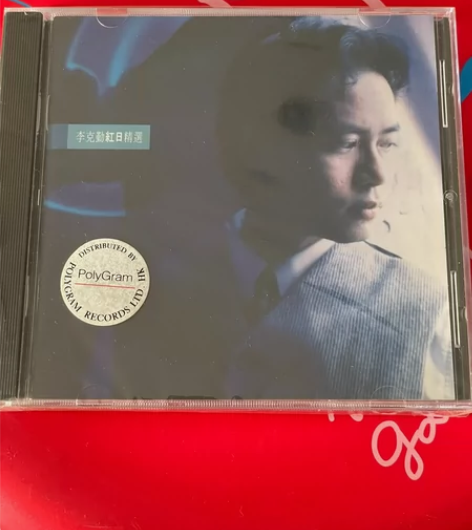 李克勤紅日精選
DISTRIBUTED BY
PolyGram
POLYGRAM RECORDS LTD. HK